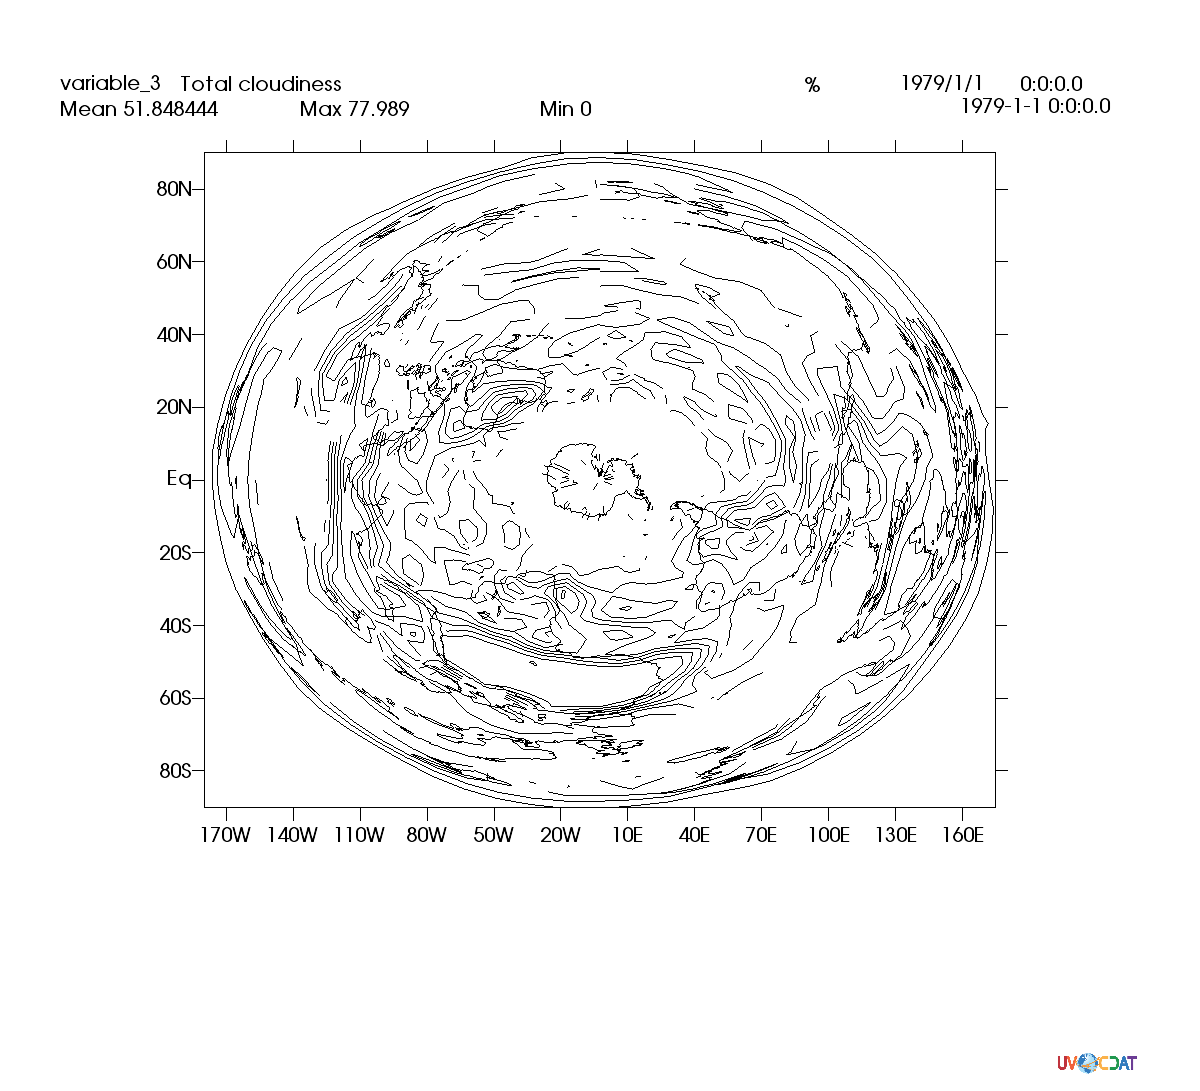 variable_3 Total cloudiness % 1979/1/1 0:0:0.0
Mean 51.848444 Max 77.989 Min 0 1979-1-1 0:0:0.0
80N
60N
40N
20N
Eq
20S
40S
60S
80S
170W 140W 110W 80W 50W 20W 10E 40E 70E 100E 130E 160E
UV CDAT